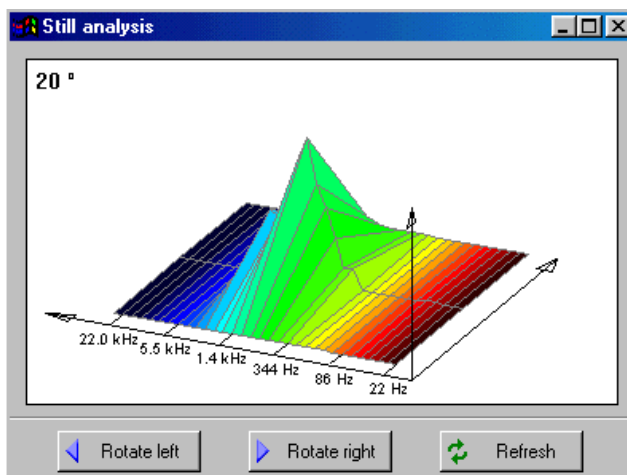 Still analysis
20 °
22.0 kHz
5.5 kHz
1.4 kHz
344 Hz
86 Hz
22 Hz
Rotate left
Rotate right
Refresh